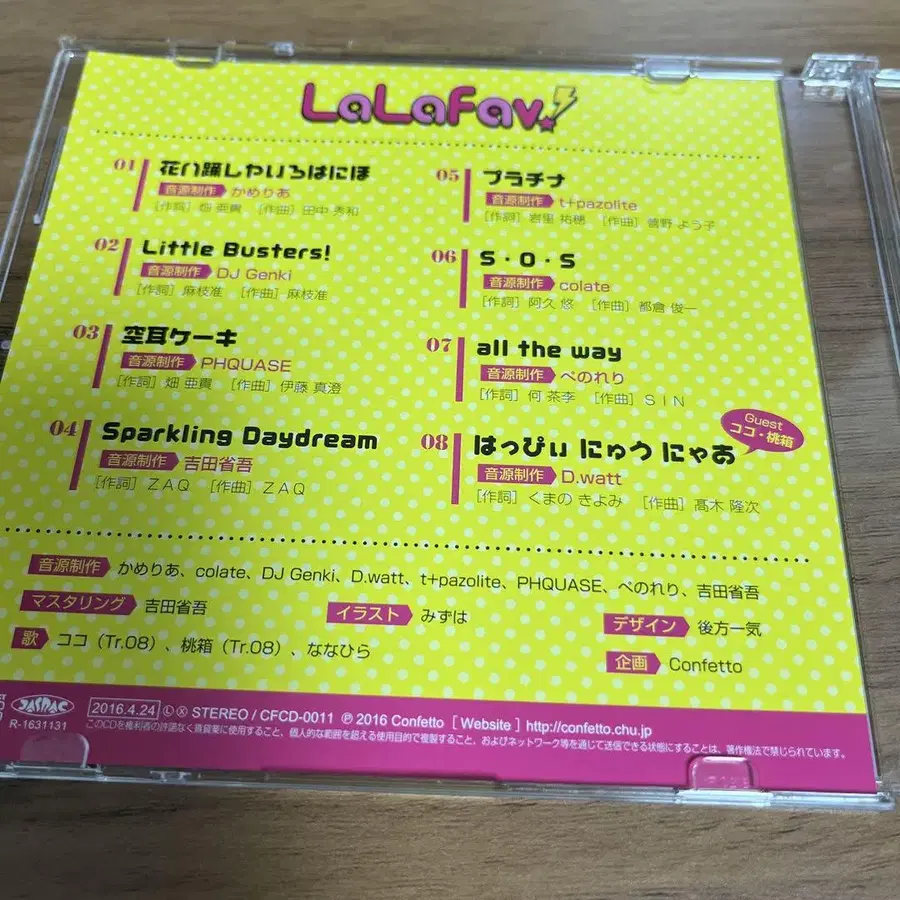 LaLaFav!
01 花ハ踊レヤいろはにほ
音源制作 かめりあ
[作詞] 畑 亜貴 [作曲] 田中 秀和
02 Little Busters!
音源制作 DJ Genki
[作詞] 麻枝准 [作曲] 麻枝准
03 空耳ケーキ
音源制作 PHQUASE
[作詞] 畑 亜貴 [作曲] 伊藤 真澄
04 Sparkling Daydream
音源制作 吉田省吾
[作詞] ZAQ [作曲] ZAQ
05 プラチナ
音源制作 t+pazolite
[作詞] 岩里 祐穂 [作曲] 菅野 よう子
06 S・O・S
音源制作 colate
[作詞] 阿久 悠 [作曲] 都倉 俊一
07 all the way
音源制作 ぺのれり
[作詞] 何 茶李 [作曲] SIN
Guest
ココ・桃箱
08 はっぴぃ にゅう にゃあ
音源制作 D.watt
[作詞] くまの きよみ [作曲] 髙木 隆次
音源制作 かめりあ、colate、DJ Genki、D.watt、t+pazolite、PHQUASE、ぺのれり、吉田省吾
マスタリング 吉田省吾 イラスト みずは デザイン 後方一気
歌 ココ（Tr.08）、桃箱（Tr.08）、ななひら 企画 Confetto
JASRAC
R-1631131
2016.4.24 Ⓛ Ⓧ STEREO / CFCD-0011 ℗ 2016 Confetto [ Website ] http://confetto.chu.jp
このCDを権利者の許諾なく賃貸業に使用すること、個人的な範囲を超える使用目的で複製すること、およびネットワーク等を通じて送信できる状態にすることは、著作権法で禁じられています。